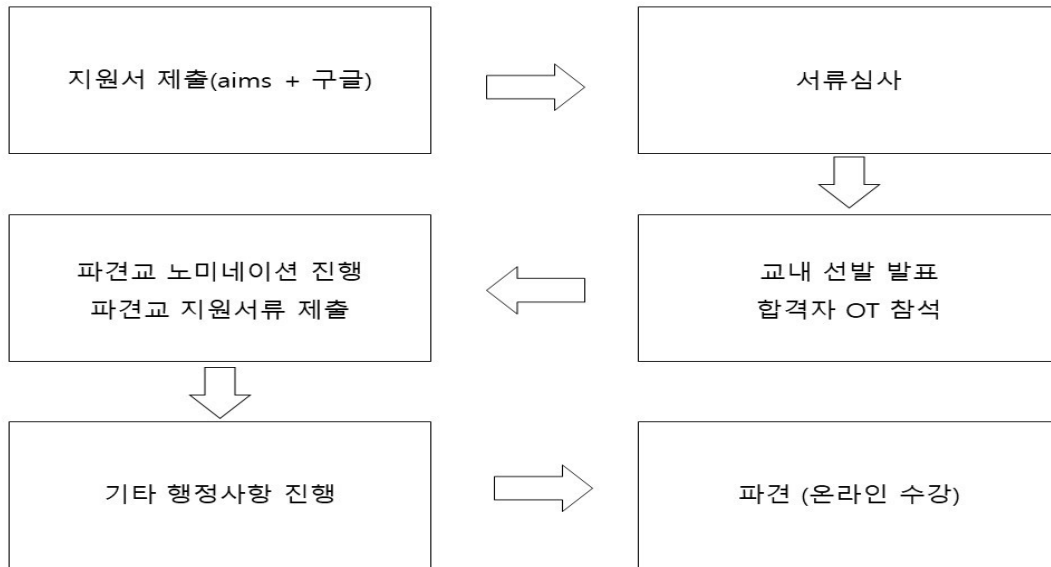 지원서 제출(aims + 구글)
서류심사
교내 선발 발표
합격자 OT 참석
파견교 노미네이션 진행
파견교 지원서류 제출
기타 행정사항 진행
파견 (온라인 수강)